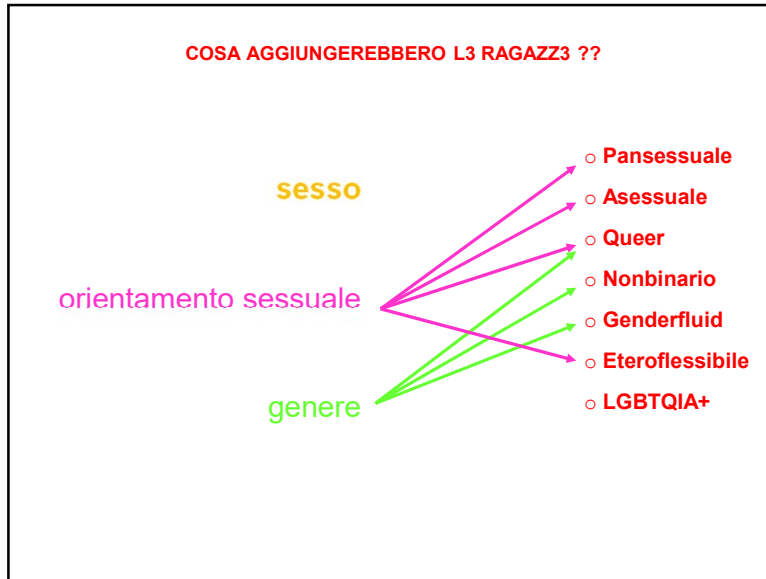 COSA AGGIUNGEREBBERO L3 RAGAZZ3 ??
sesso
orientamento sessuale
genere
○ Pansessuale
○ Asessuale
○ Queer
○ Nonbinario
○ Genderfluid
○ Eteroflessibile
○ LGBTQIA+